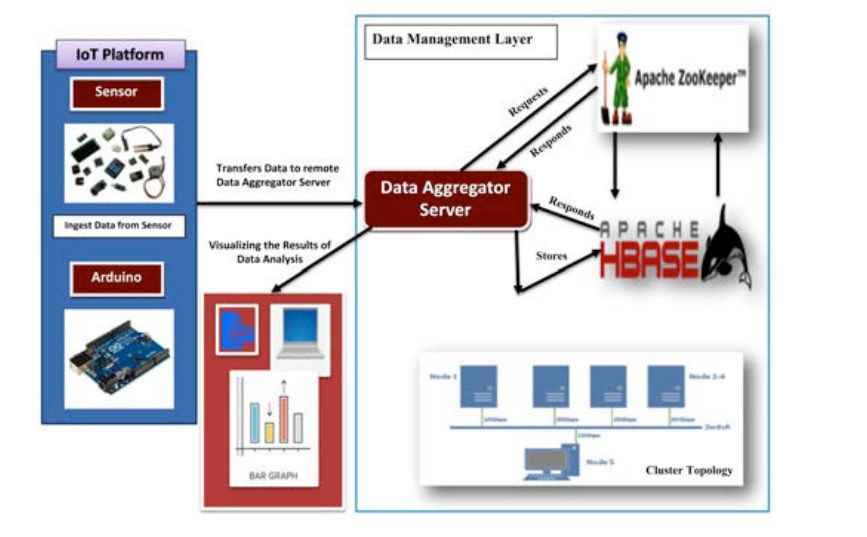 IoT Platform
Sensor
Ingest Data from Sensor
Arduino
Transfers Data to remote
Data Aggregator Server
Visualizing the Results of
Data Analysis
BAR GRAPH
Data Management Layer
Apache ZooKeeper™
Requests
Responds
Data Aggregator
Server
Responds
Stores
APACHE
HBASE
Node 1
Node 2-4
Switch
Node 5
Cluster Topology